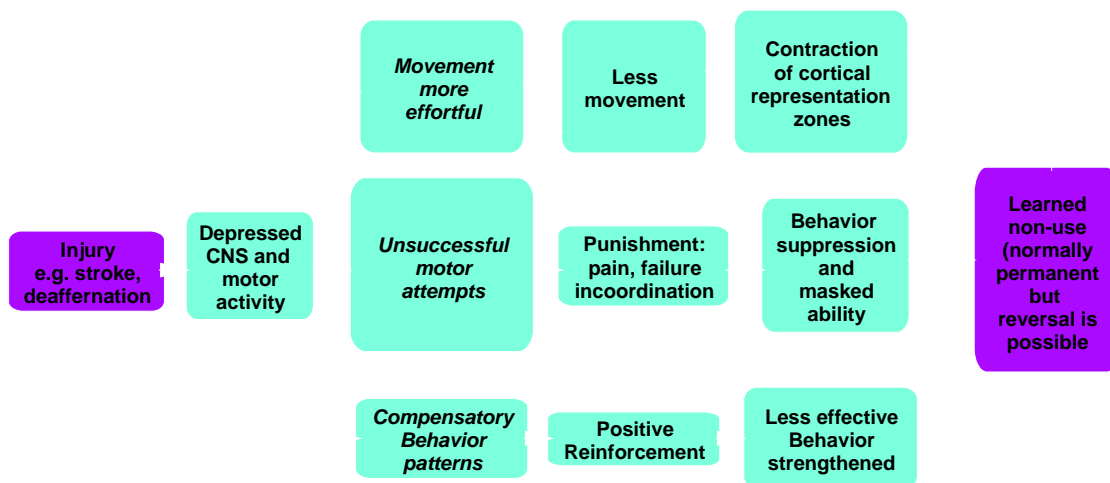 Injury
e.g. stroke,
deaffernation
Depressed
CNS and
motor
activity
Movement
more
effortful
Less
movement
Contraction
of cortical
representation
zones
Unsuccessful
motor
attempts
Punishment:
pain, failure
incoordination
Behavior
suppression
and
masked
ability
Compensatory
Behavior
patterns
Positive
Reinforcement
Less effective
Behavior
strengthened
Learned
non-use
(normally
permanent
but
reversal is
possible